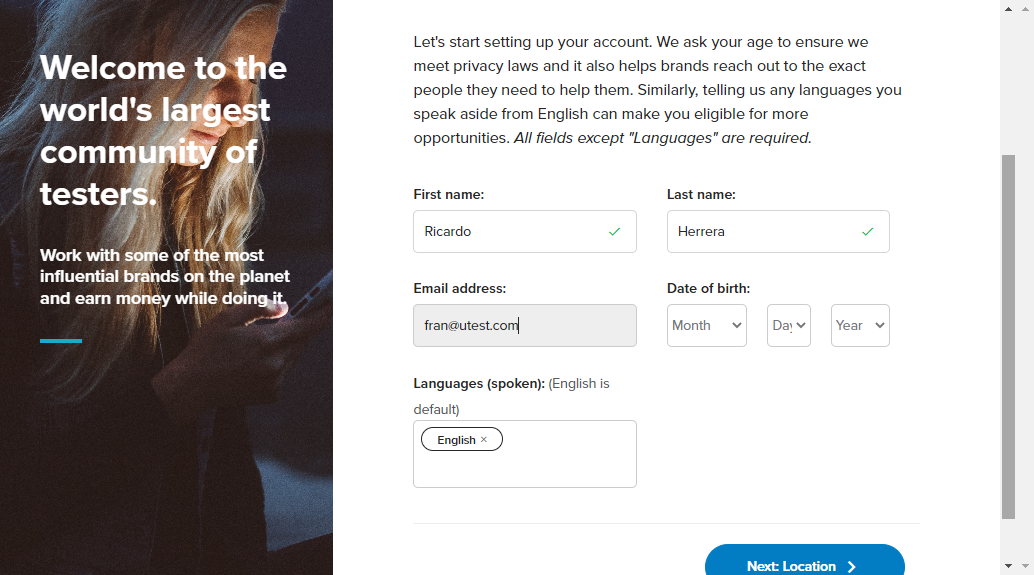 Welcome to the
world's largest
community of
testers.
Work with some of the most
influential brands on the planet
and earn money while doing it.
Let's start setting up your account. We ask your age to ensure we
meet privacy laws and it also helps brands reach out to the exact
people they need to help them. Similarly, telling us any languages you
speak aside from English can make you eligible for more
opportunities. All fields except "Languages" are required.
First name:
Last name:
Ricardo
Herrera
Email address:
Date of birth:
fran@utest.com
Month
Day
Year
Languages (spoken): (English is
default)
English ×
Next: Location